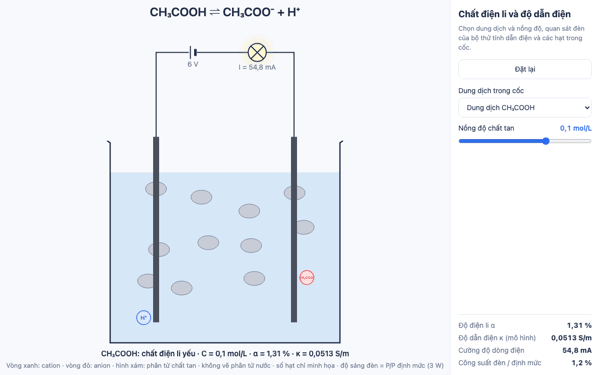 CH₃COOH ⇌ CH₃COO⁻ + H⁺
6 V
I = 54,8 mA
H⁺
CH₃COO⁻
CH₃COOH: chất điện li yếu · C = 0,1 mol/L · α = 1,31 % · κ = 0,0513 S/m
Vòng xanh: cation · vòng đỏ: anion · hình xám: phân tử chất tan · không vẽ phân tử nước · số hạt chỉ minh họa · độ sáng đèn = P/P định mức (3 W)
Chất điện li và độ dẫn điện
Chọn dung dịch và nồng độ, quan sát đèn
của bộ thử tính dẫn điện và các hạt trong
cốc.
Đặt lại
Dung dịch trong cốc
Dung dịch CH₃COOH
Nồng độ chất tan 0,1 mol/L
Độ điện li α 1,31 %
Độ dẫn điện κ (mô hình) 0,0513 S/m
Cường độ dòng điện 54,8 mA
Công suất đèn / định mức 1,2 %